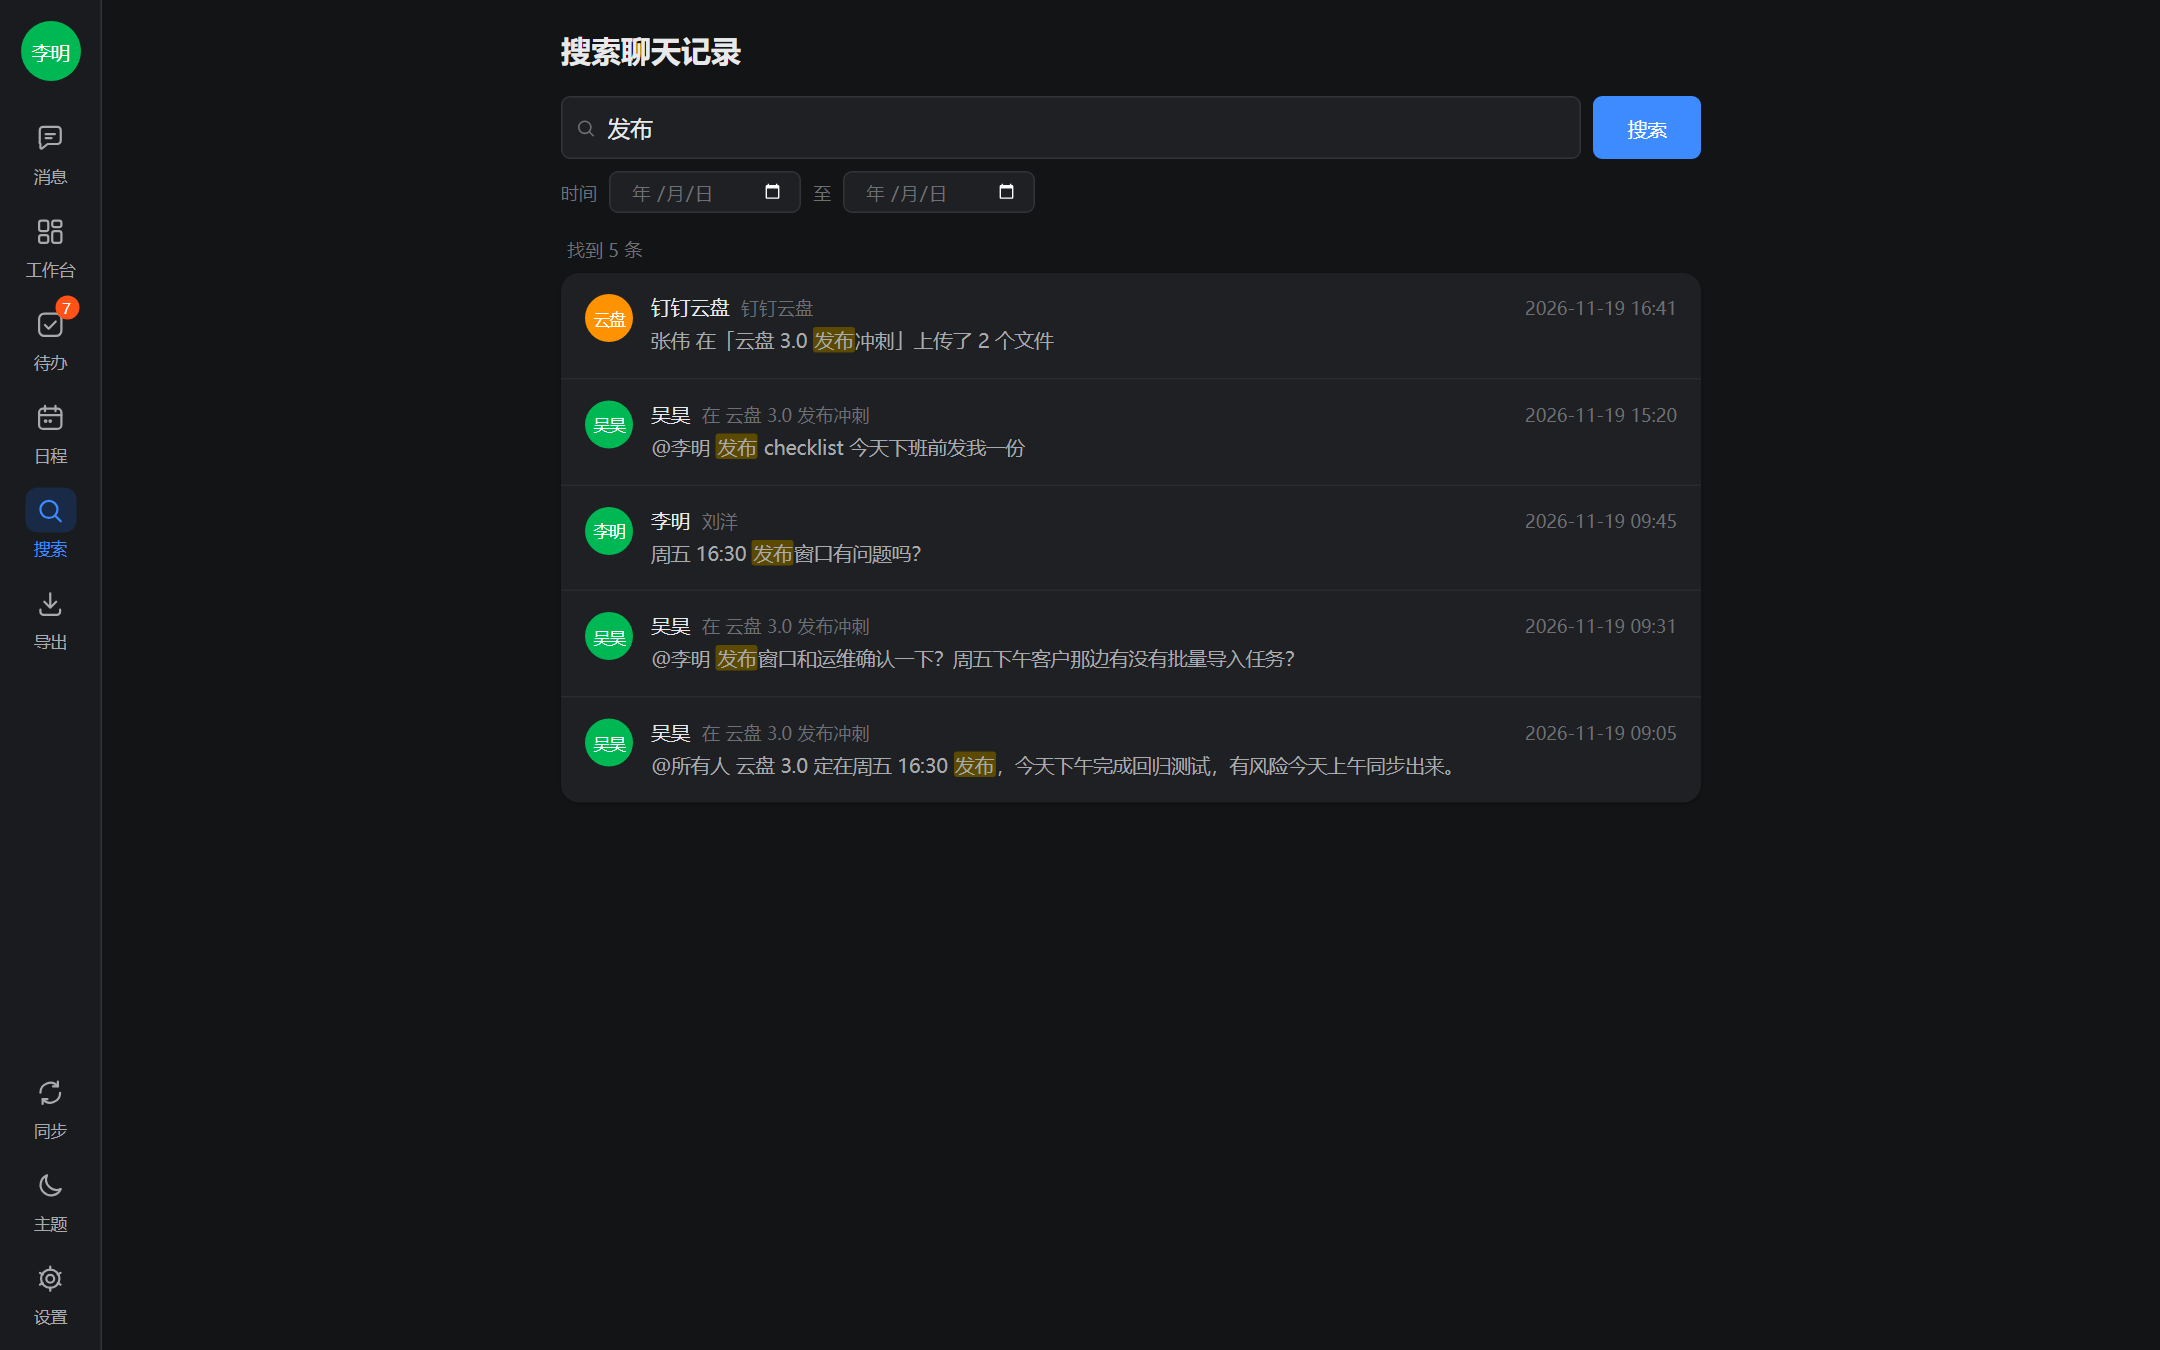 李明
消息
工作台
7
待办
日程
搜索
导出
同步
主题
设置
搜索聊天记录
发布
搜索
时间 年 /月/日 至 年 /月/日
找到 5 条
云盘
钉钉云盘 钉钉云盘 2026-11-19 16:41
张伟 在「云盘 3.0 发布冲刺」上传了 2 个文件
吴昊
吴昊 在 云盘 3.0 发布冲刺 2026-11-19 15:20
@李明 发布 checklist 今天下班前发我一份
李明
李明 刘洋 2026-11-19 09:45
周五 16:30 发布窗口有问题吗?
吴昊
吴昊 在 云盘 3.0 发布冲刺 2026-11-19 09:31
@李明 发布窗口和运维确认一下？周五下午客户那边有没有批量导入任务?
吴昊
吴昊 在 云盘 3.0 发布冲刺 2026-11-19 09:05
@所有人 云盘 3.0 定在周五 16:30 发布，今天下午完成回归测试，有风险今天上午同步出来。